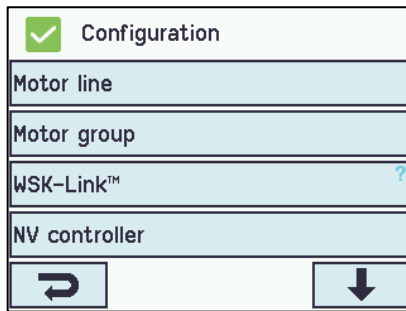 Configuration
Motor line
Motor group
WSK-Link™
?
NV controller